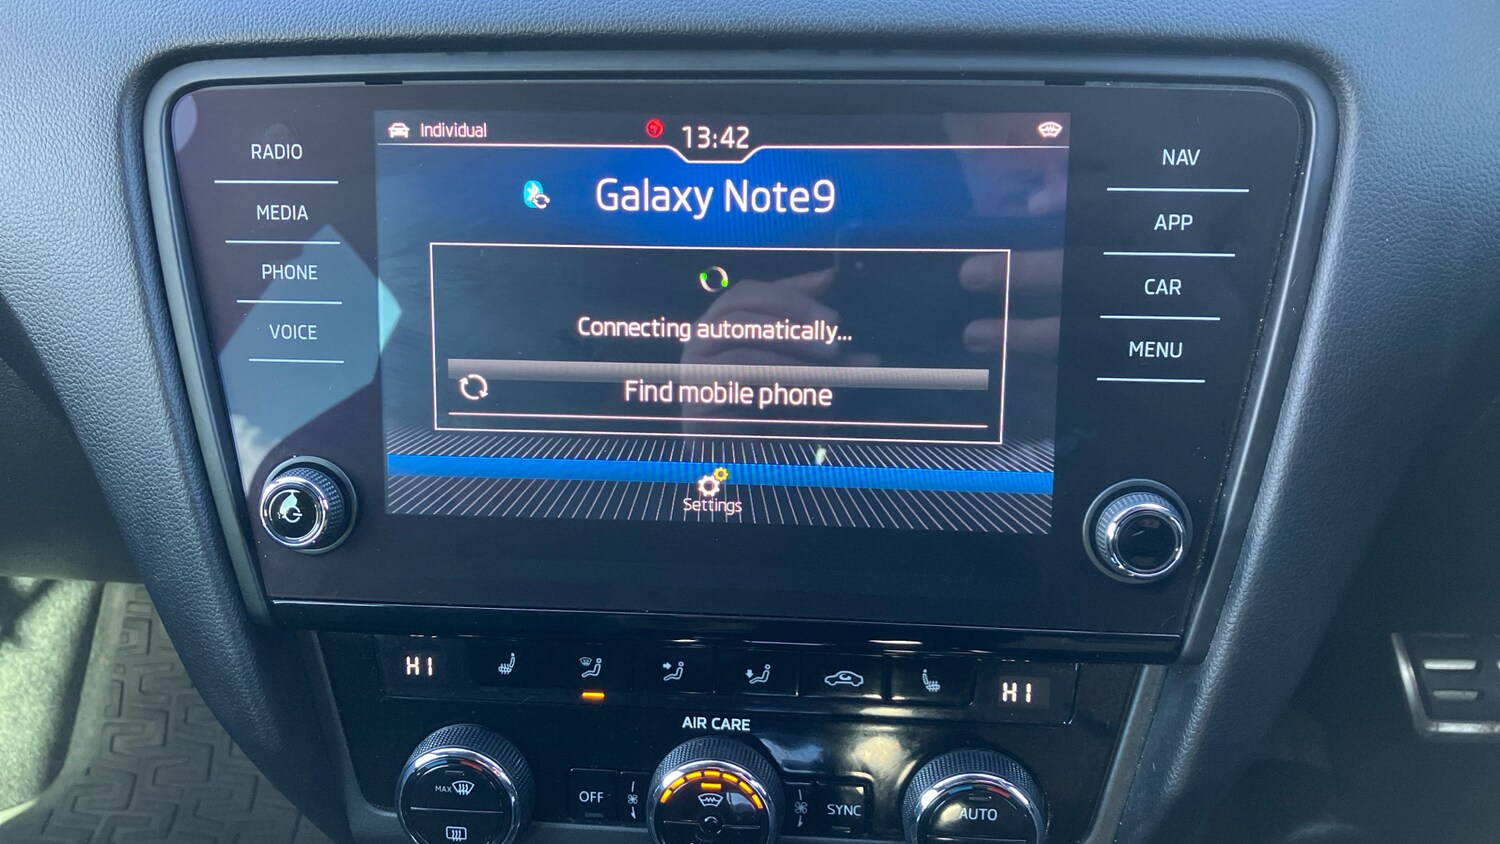 Individual
13:42
RADIO
MEDIA
PHONE
VOICE
Galaxy Note9
Connecting automatically...
Find mobile phone
Settings
NAV
APP
CAR
MENU
HI
HI
AIR CARE
MAX
OFF
SYNC
AUTO